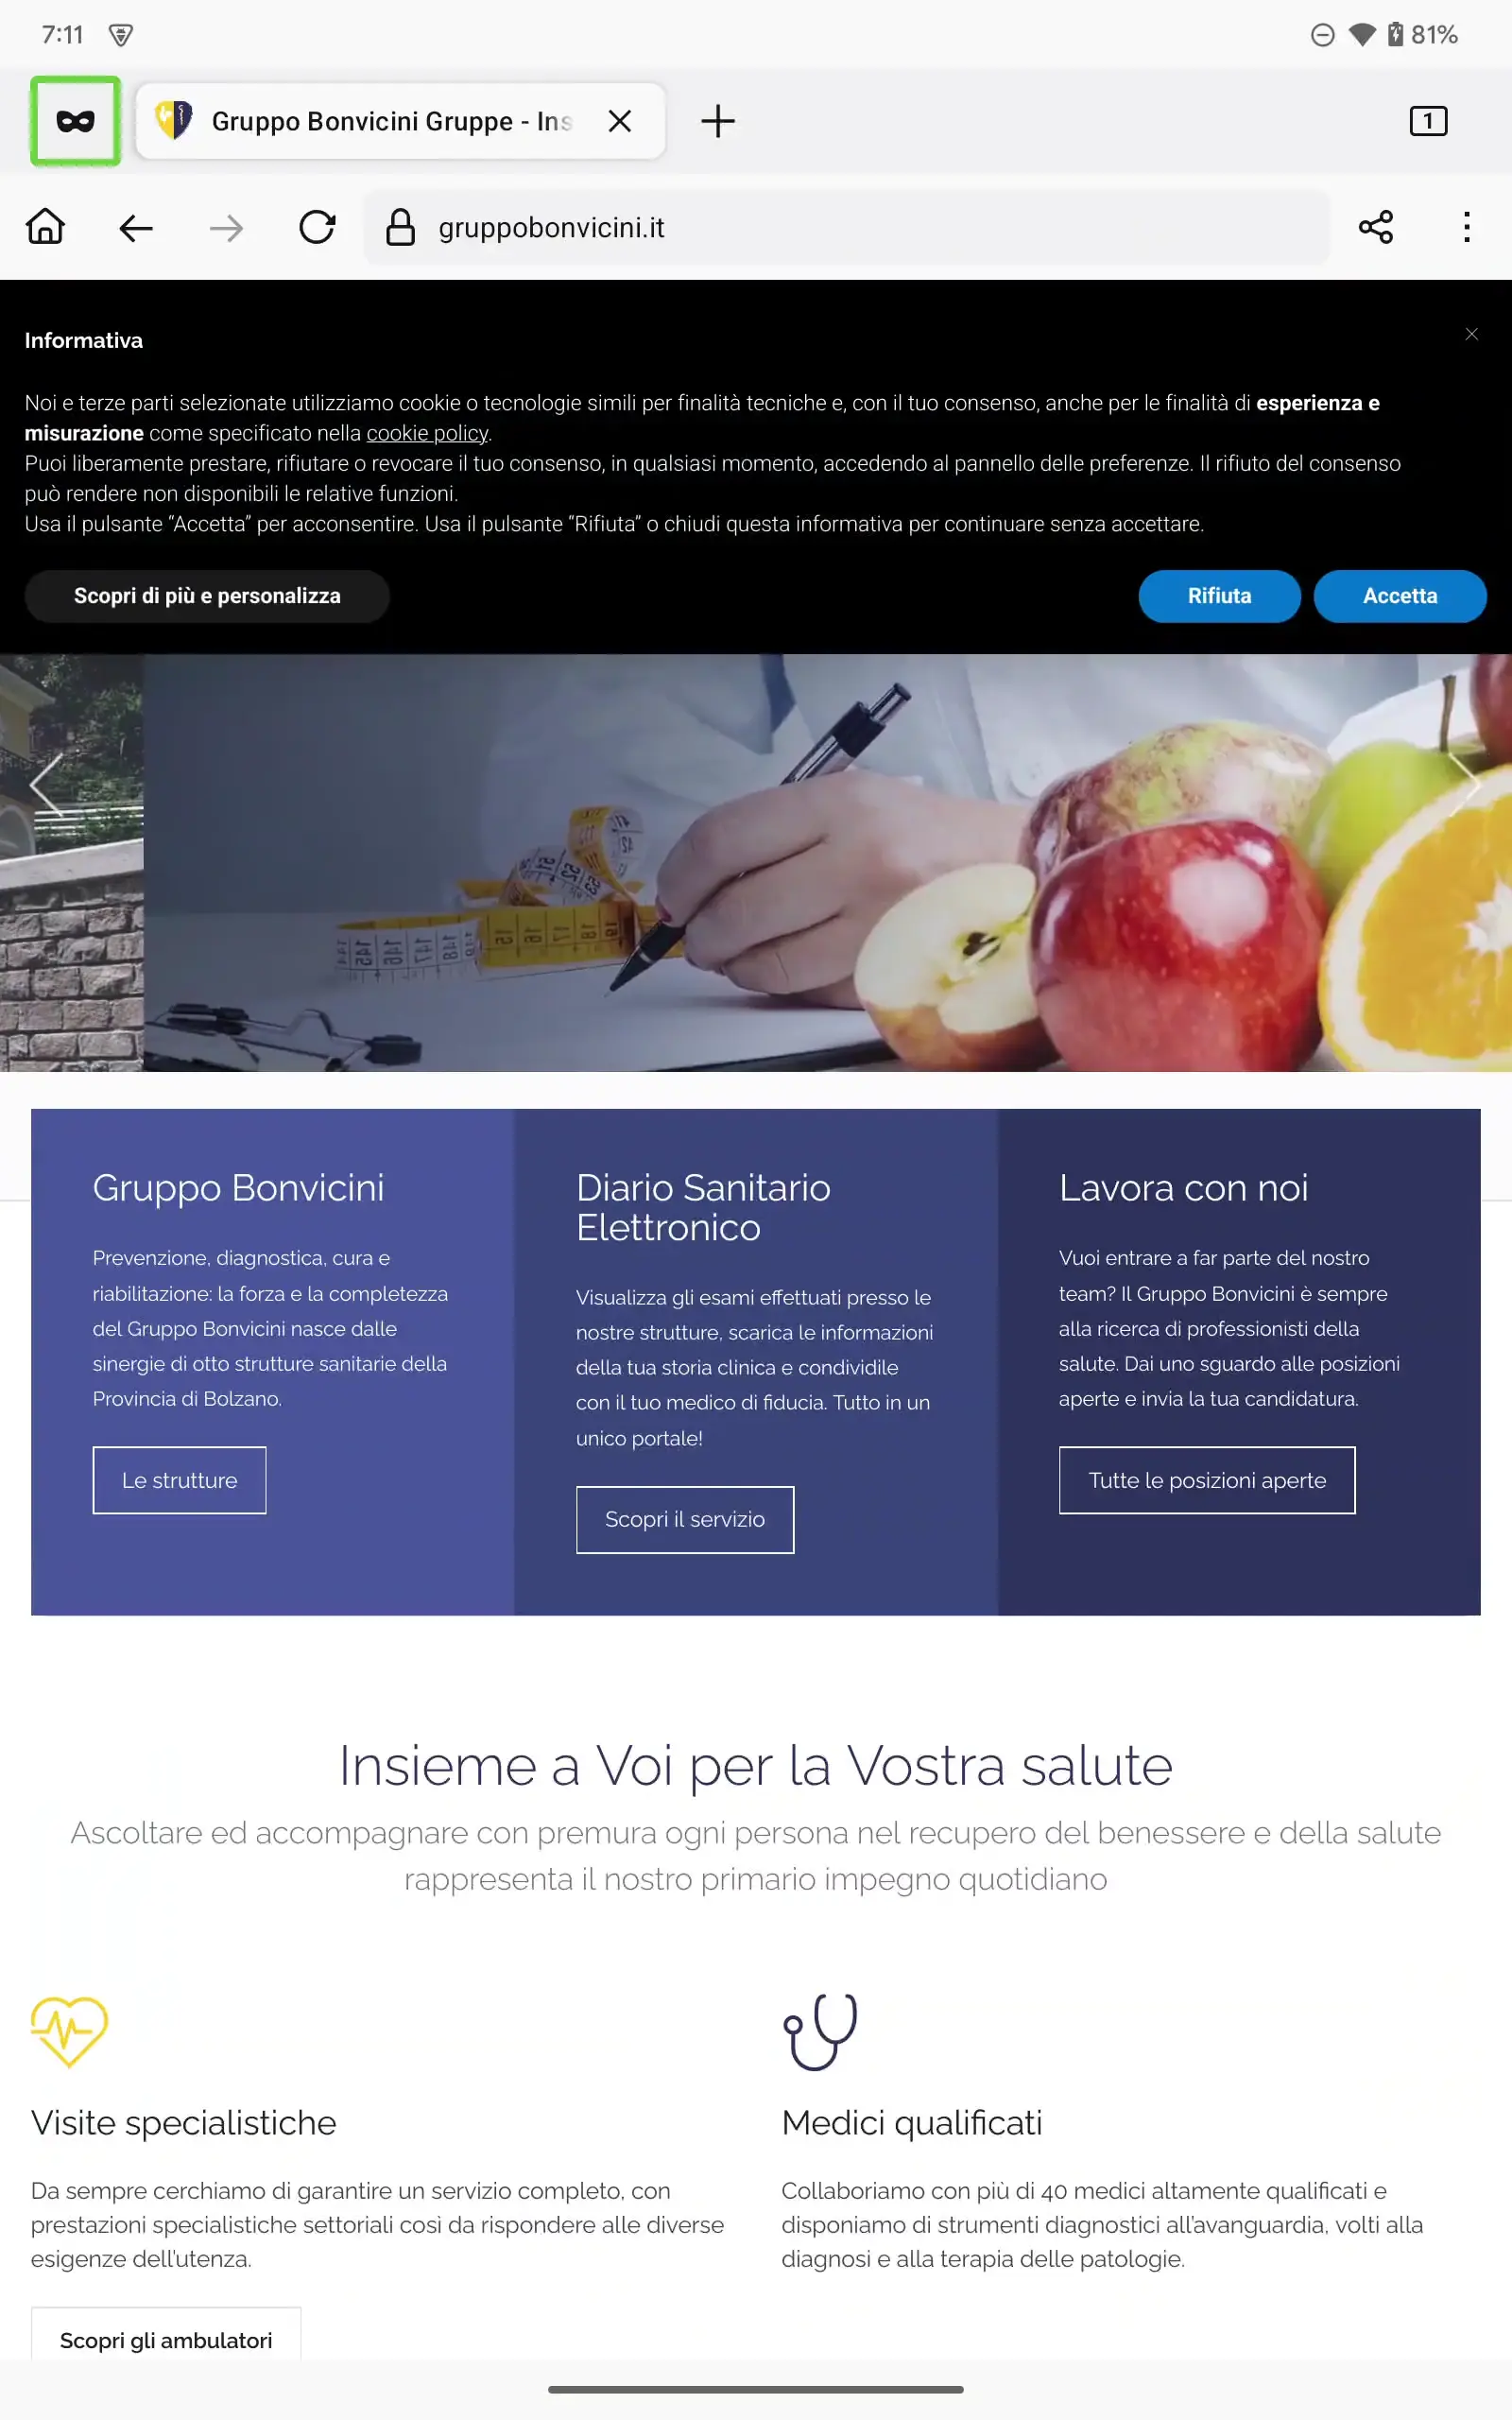 7:11
81%
Gruppo Bonvicini Gruppe - Ins
1
gruppobonvicini.it
Informativa
Noi e terze parti selezionate utilizziamo cookie o tecnologie simili per finalità tecniche e, con il tuo consenso, anche per le finalità di esperienza e
misurazione come specificato nella cookie policy.
Puoi liberamente prestare, rifiutare o revocare il tuo consenso, in qualsiasi momento, accedendo al pannello delle preferenze. Il rifiuto del consenso
può rendere non disponibili le relative funzioni.
Usa il pulsante “Accetta” per acconsentire. Usa il pulsante “Rifiuta” o chiudi questa informativa per continuare senza accettare.
Scopri di più e personalizza
Rifiuta
Accetta
Gruppo Bonvicini
Prevenzione, diagnostica, cura e
riabilitazione: la forza e la completezza
del Gruppo Bonvicini nasce dalle
sinergie di otto strutture sanitarie della
Provincia di Bolzano.
Le strutture
Diario Sanitario
Elettronico
Visualizza gli esami effettuati presso le
nostre strutture, scarica le informazioni
della tua storia clinica e condividile
con il tuo medico di fiducia. Tutto in un
unico portale!
Scopri il servizio
Lavora con noi
Vuoi entrare a far parte del nostro
team? Il Gruppo Bonvicini è sempre
alla ricerca di professionisti della
salute. Dai uno sguardo alle posizioni
aperte e invia la tua candidatura.
Tutte le posizioni aperte
Insieme a Voi per la Vostra salute
Ascoltare ed accompagnare con premura ogni persona nel recupero del benessere e della salute
rappresenta il nostro primario impegno quotidiano
Visite specialistiche
Da sempre cerchiamo di garantire un servizio completo, con
prestazioni specialistiche settoriali così da rispondere alle diverse
esigenze dell'utenza.
Scopri gli ambulatori
Medici qualificati
Collaboriamo con più di 40 medici altamente qualificati e
disponiamo di strumenti diagnostici all'avanguardia, volti alla
diagnosi e alla terapia delle patologie.